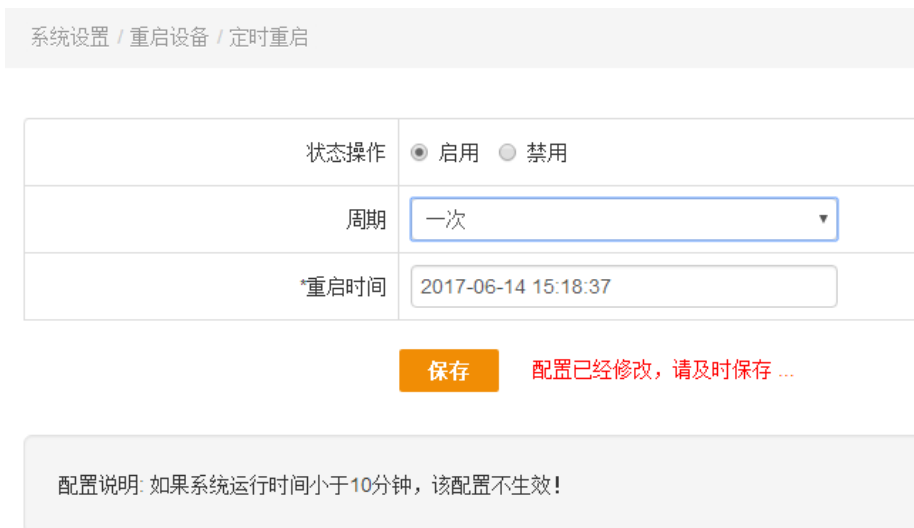 系统设置 / 重启设备 / 定时重启
状态操作 启用 禁用
周期 一次
*重启时间 2017-06-14 15:18:37
保存 配置已经修改，请及时保存 ...
配置说明: 如果系统运行时间小于10分钟，该配置不生效！